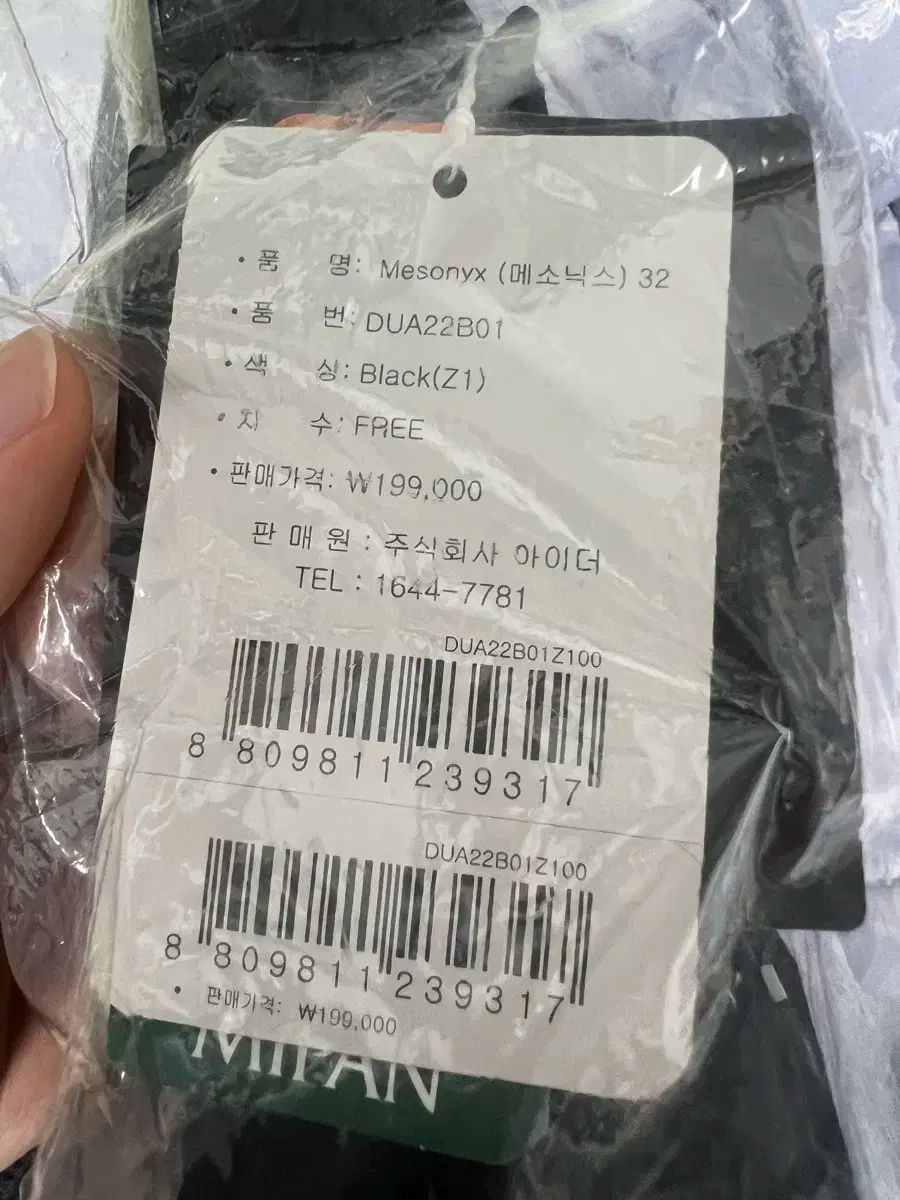 • 품 명: Mesonyx (메소닉스) 32
• 품 번: DUA22B01
• 색 상: Black(Z1)
• 치 수: FREE
• 판매가격: ₩199,000
판 매 원 : 주식회사 아이더
TEL : 1644-7781
DUA22B01Z100
8 809811 239317
DUA22B01Z100
8 809811 239317
• 판매가격: ₩199,000
MIPAN